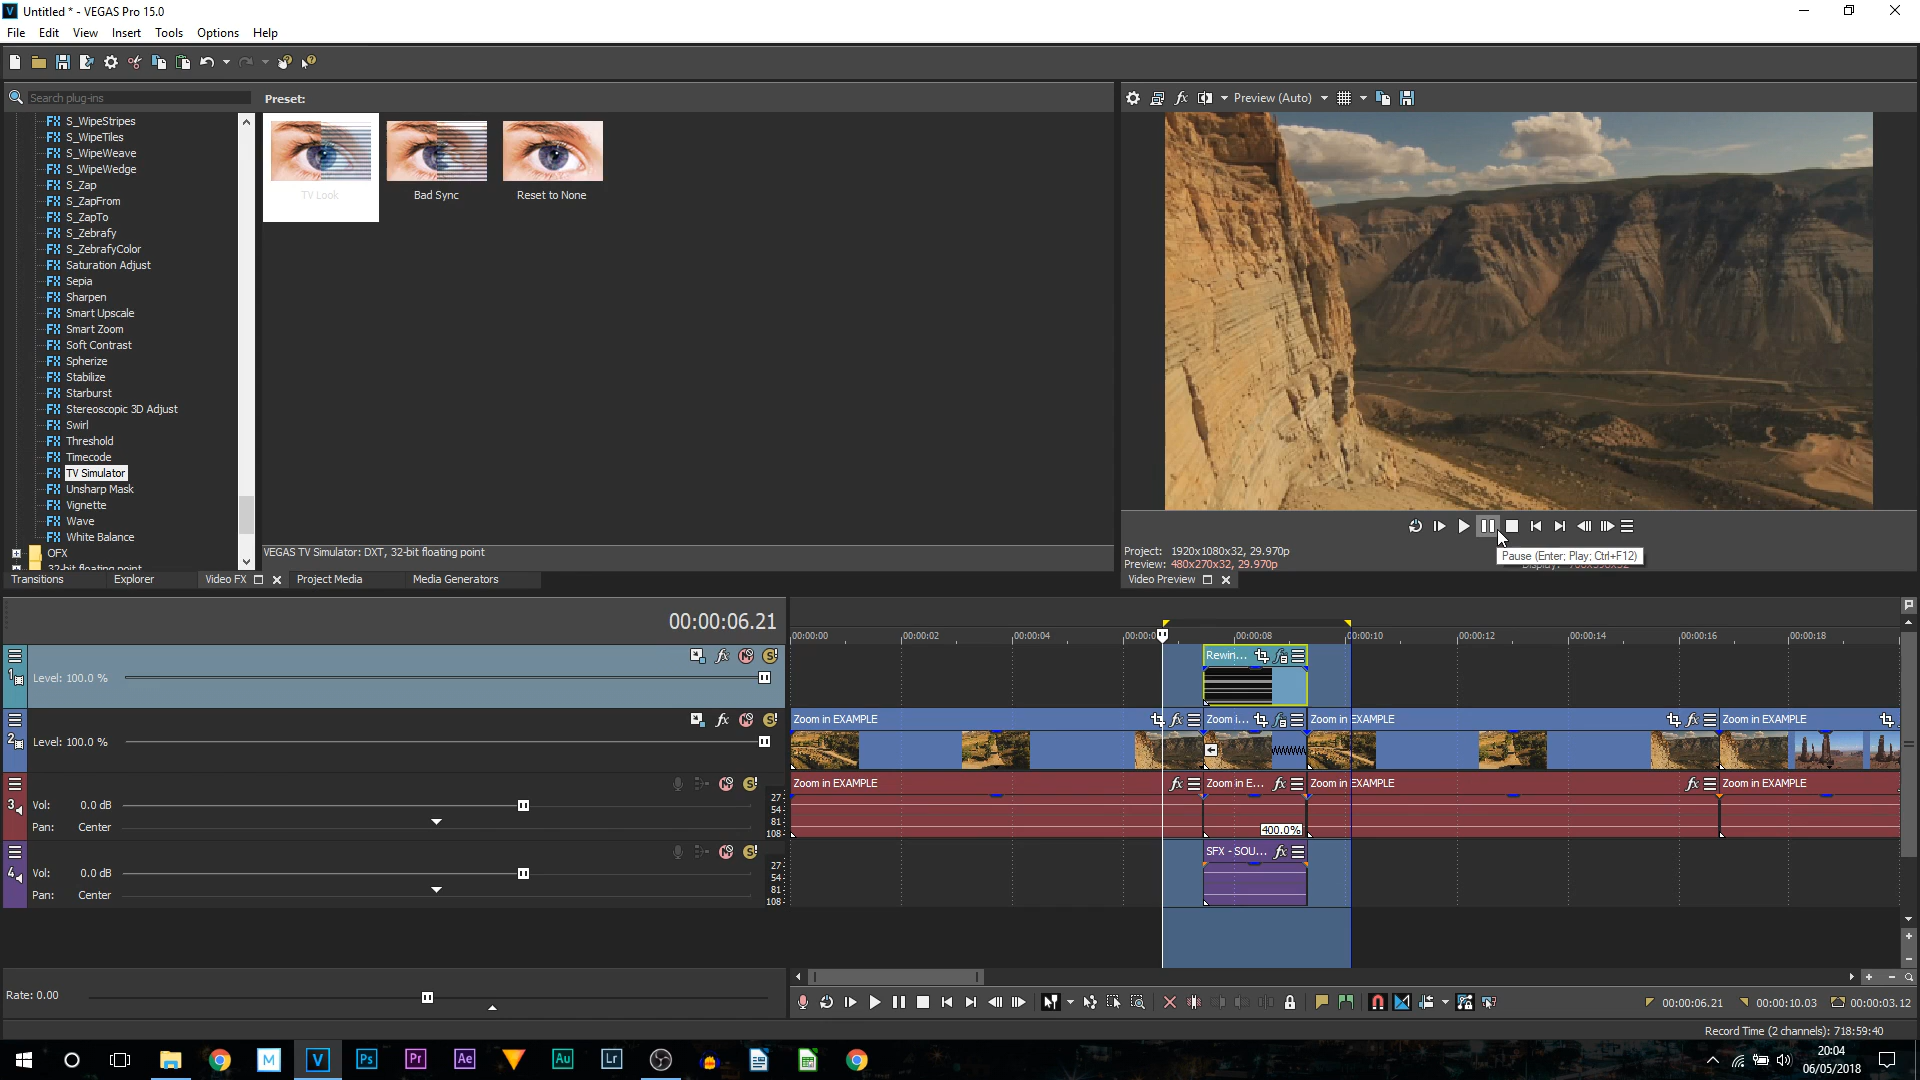 Untitled * - VEGAS Pro 15.0
File Edit View Insert Tools Options Help
Search plug-ins
Preset:
S_WipeStripes
S_WipeTiles
S_WipeWeave
S_WipeWedge
S_Zap
S_ZapFrom
S_ZapTo
S_Zebrafy
S_ZebrafyColor
Saturation Adjust
Sepia
Sharpen
Smart Upscale
Smart Zoom
Soft Contrast
Spherize
Stabilize
Starburst
Stereoscopic 3D Adjust
Swirl
Threshold
Timecode
TV Simulator
Unsharp Mask
Vignette
Wave
White Balance
OFX
32-bit floating point
TV Look
Bad Sync
Reset to None
VEGAS TV Simulator: DXT, 32-bit floating point
Transitions Explorer Video FX Project Media Media Generators
Preview (Auto)
Pause (Enter; Play; Ctrl+F12)
Project: 1920x1080x32, 29.970p
Preview: 480x270x32, 29.970p
Video Preview
00:00:06.21
00:00:00 00:00:02 00:00:04 00:00:08 00:00:10 00:00:12 00:00:14 00:00:16 00:00:18
1 Level: 100.0 %
Rewin...
2 Level: 100.0 %
Zoom in EXAMPLE Zoom i... Zoom in EXAMPLE Zoom in EXAMPLE
3 Vol: 0.0 dB
Pan: Center
27 54 81 108
Zoom in EXAMPLE Zoom in E... Zoom in EXAMPLE Zoom in EXAMPLE
400.0%
4 Vol: 0.0 dB
Pan: Center
27 54 81 108
SFX - SOU...
Rate: 0.00
00:00:06.21 00:00:10.03 00:00:03.12
Record Time (2 channels): 718:59:40
M V Ps Pr Ae Au Lr
20:04
06/05/2018